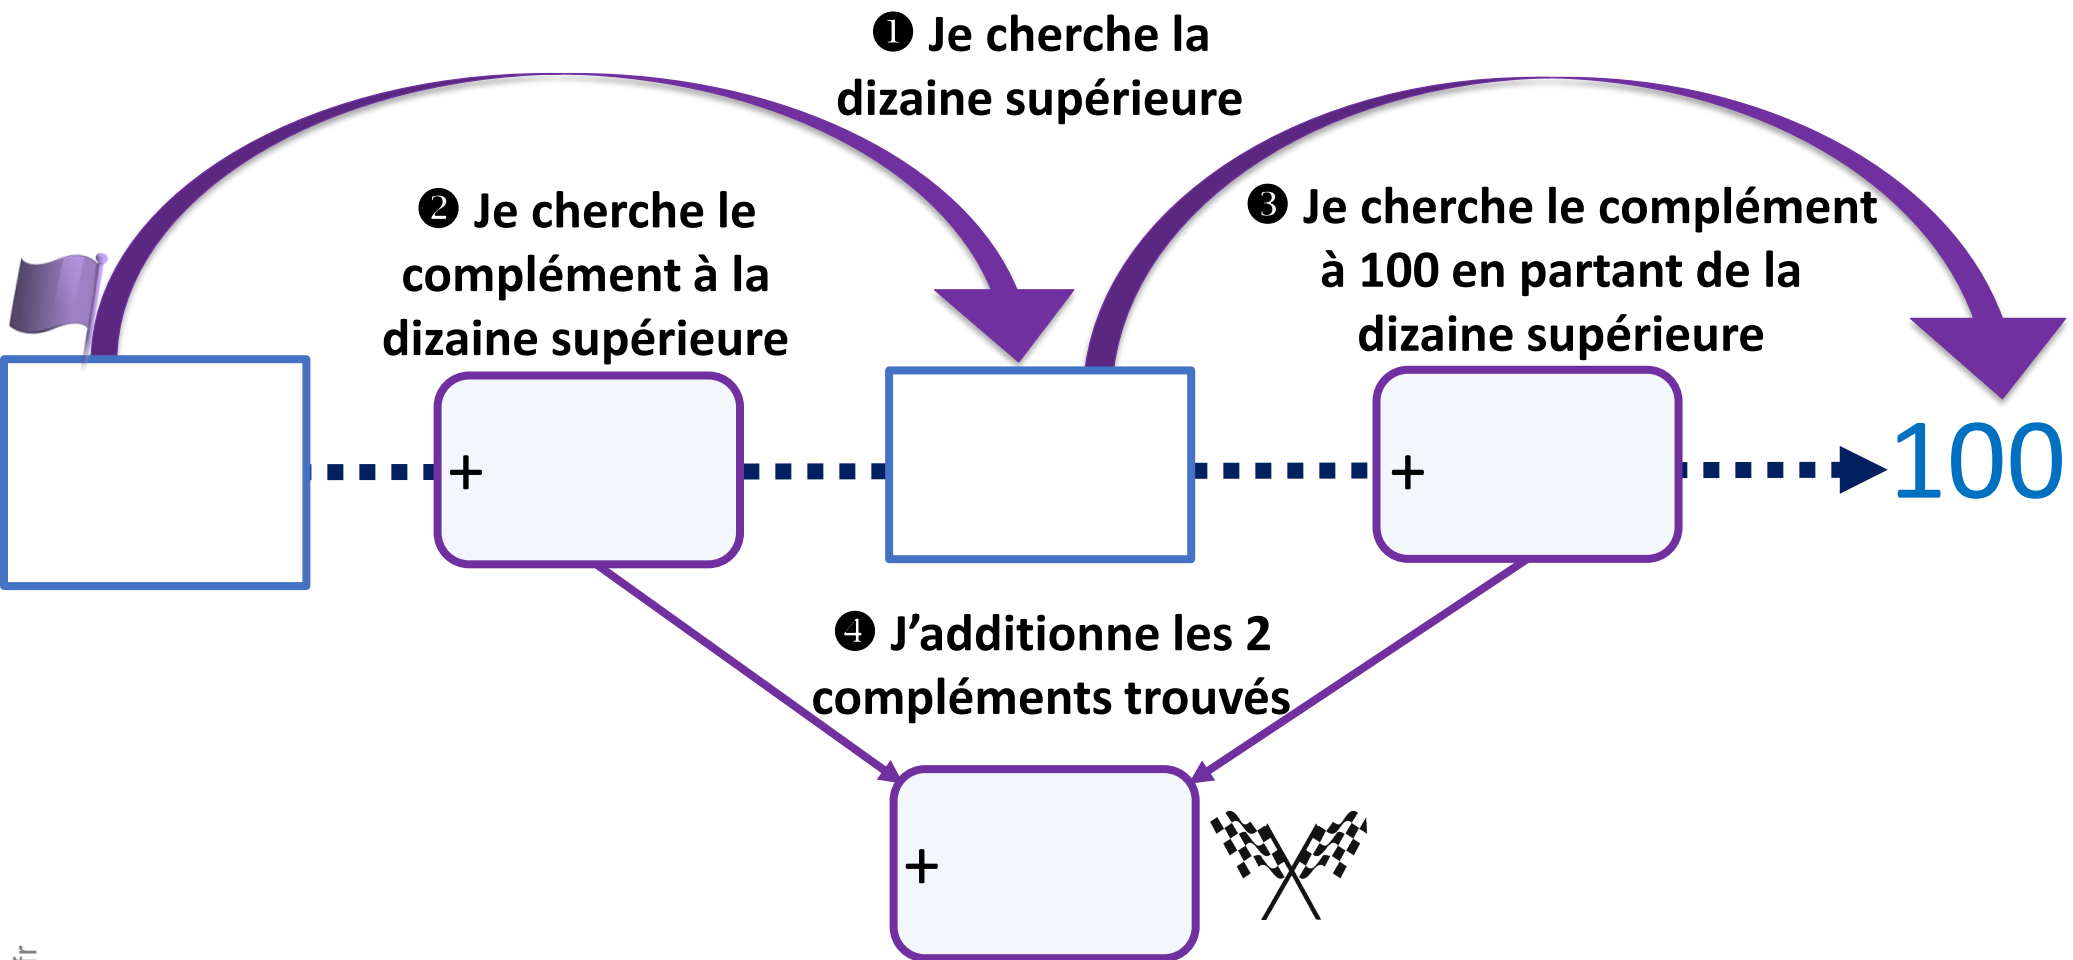 ❶ Je cherche la
dizaine supérieure
❷ Je cherche le
complément à la
dizaine supérieure
❸ Je cherche le complément
à 100 en partant de la
dizaine supérieure
+
+
100
❹ J’additionne les 2
compléments trouvés
+
fr